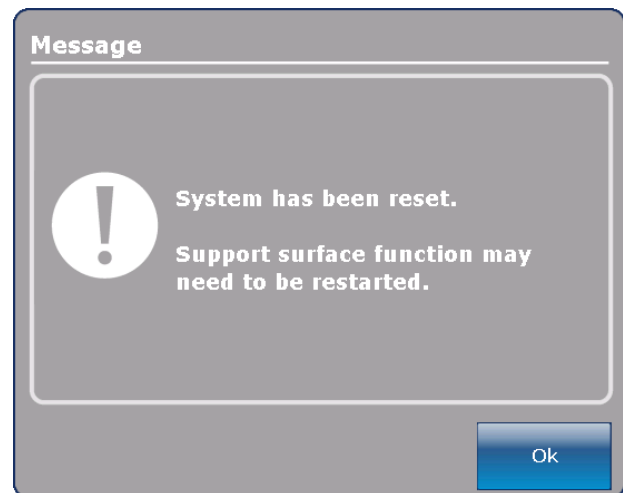 Message
System has been reset.
Support surface function may
need to be restarted.
Ok